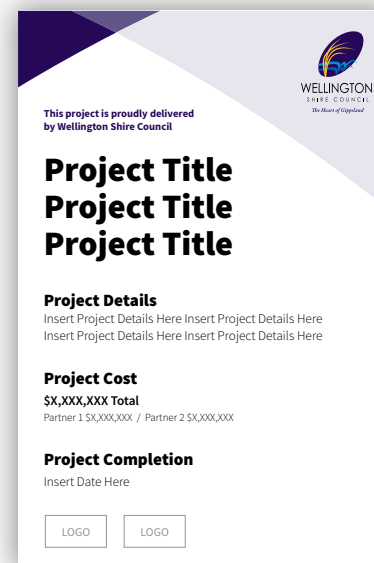 WELLINGTON
SHIRE COUNCIL
The Heart of Gippsland
This project is proudly delivered
by Wellington Shire Council
Project Title
Project Title
Project Title
Project Details
Insert Project Details Here Insert Project Details Here
Insert Project Details Here Insert Project Details Here
Project Cost
$X,XXX,XXX Total
Partner 1 $X,XXX,XXX / Partner 2 $X,XXX,XXX
Project Completion
Insert Date Here
LOGO LOGO